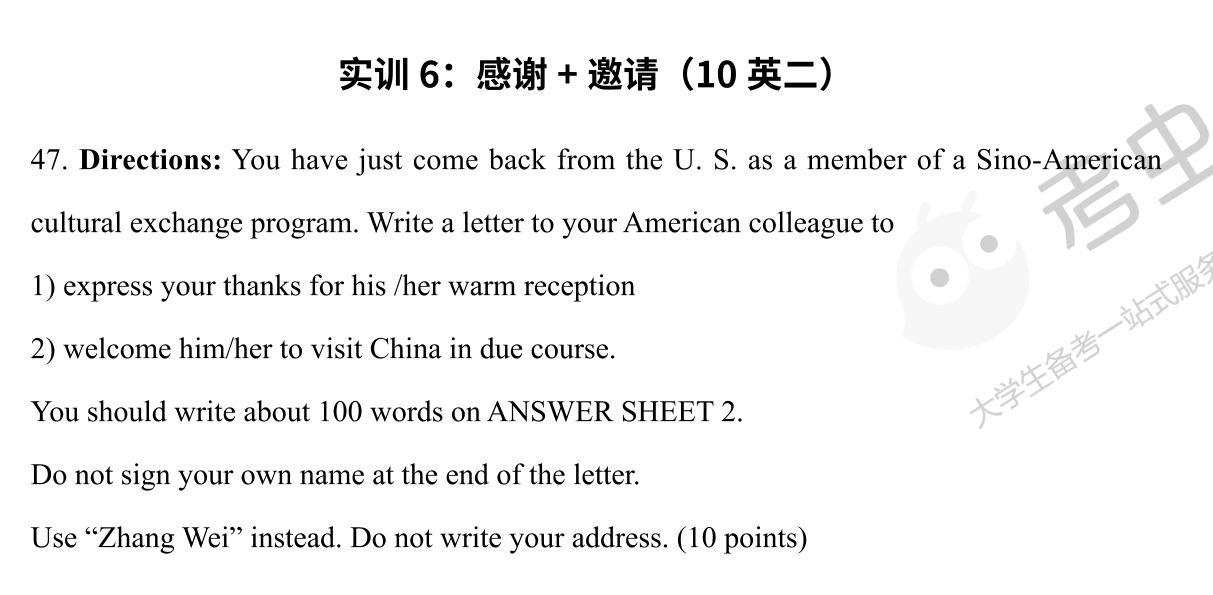 实训 6：感谢 + 邀请（10 英二）
47. Directions: You have just come back from the U. S. as a member of a Sino-American
cultural exchange program. Write a letter to your American colleague to
1) express your thanks for his /her warm reception
2) welcome him/her to visit China in due course.
You should write about 100 words on ANSWER SHEET 2.
Do not sign your own name at the end of the letter.
Use “Zhang Wei” instead. Do not write your address. (10 points)
考虫
大学生备考一站式服务